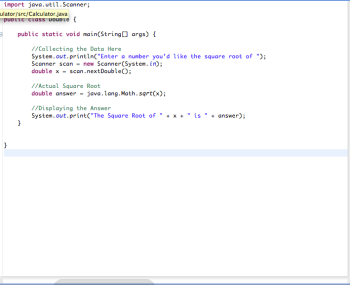 import java.util.Scanner;
ulator/src/Calculator.java
public class Double {
public static void main(String[] args) {
//Collecting the Data Here
System.out.println("Enter a number you'd like the square root of ");
Scanner scan = new Scanner(System.in);
double x = scan.nextDouble();
//Actual Square Root
double answer = java.lang.Math.sqrt(x);
//Displaying the Answer
System.out.print("The Square Root of " + x + " is " + answer);
}
}